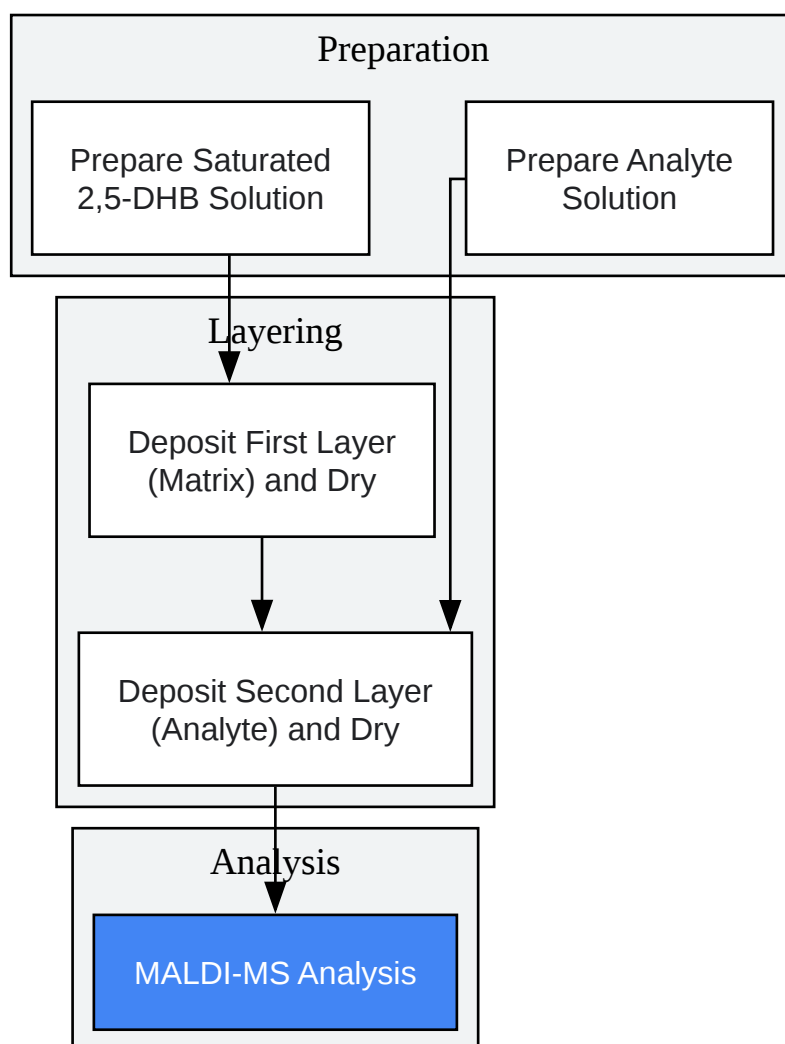 Preparation
Prepare Saturated
2,5-DHB Solution
Prepare Analyte
Solution
Layering
Deposit First Layer
(Matrix) and Dry
Deposit Second Layer
(Analyte) and Dry
Analysis
MALDI-MS Analysis